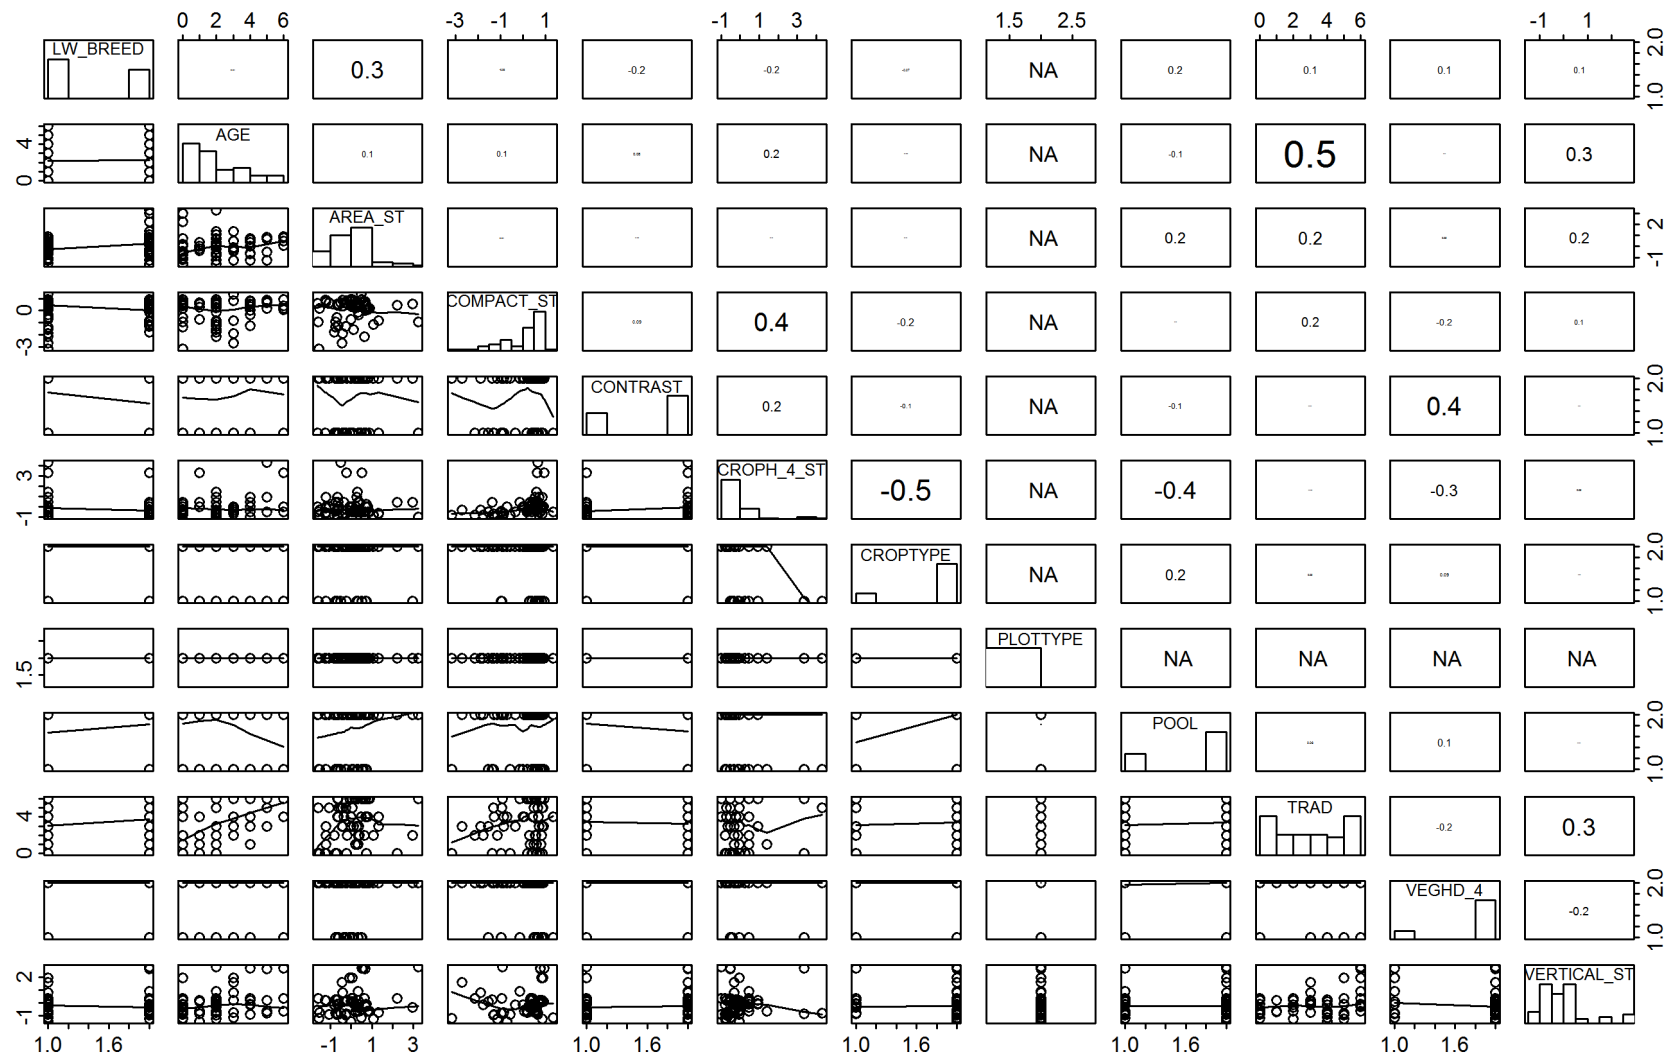 0 2 4 6 -3 -1 1 -1 1 3 1.5 2.5 0 2 4 6 -1 1
LW_BREED 0.3 -0.2 -0.2 NA 0.2 0.1 0.1 0.1 1.0 2.0
0 4 AGE 0.1 0.1 0.2 NA -0.1 0.5 0.3
AREA_ST NA 0.2 0.2 0.2 -1 2
-3 0 COMPACT_ST 0.03 0.4 -0.2 NA 0.2 -0.2 0.1
CONTRAST 0.2 -0.1 NA -0.1 0.4 1.0 2.0
-1 3 CROPH_4_ST -0.5 NA -0.4 -0.3
CROPTYPE NA 0.2 0.09 1.0 2.0
1.5 PLOTTYPE NA NA NA NA
POOL 0.1 1.0 2.0
0 4 TRAD -0.2 0.3
VEGHD_4 -0.2 1.0 2.0
-1 2 VERTICAL_ST
1.0 1.6 -1 1 3 1.0 1.6 1.0 1.6 1.0 1.6